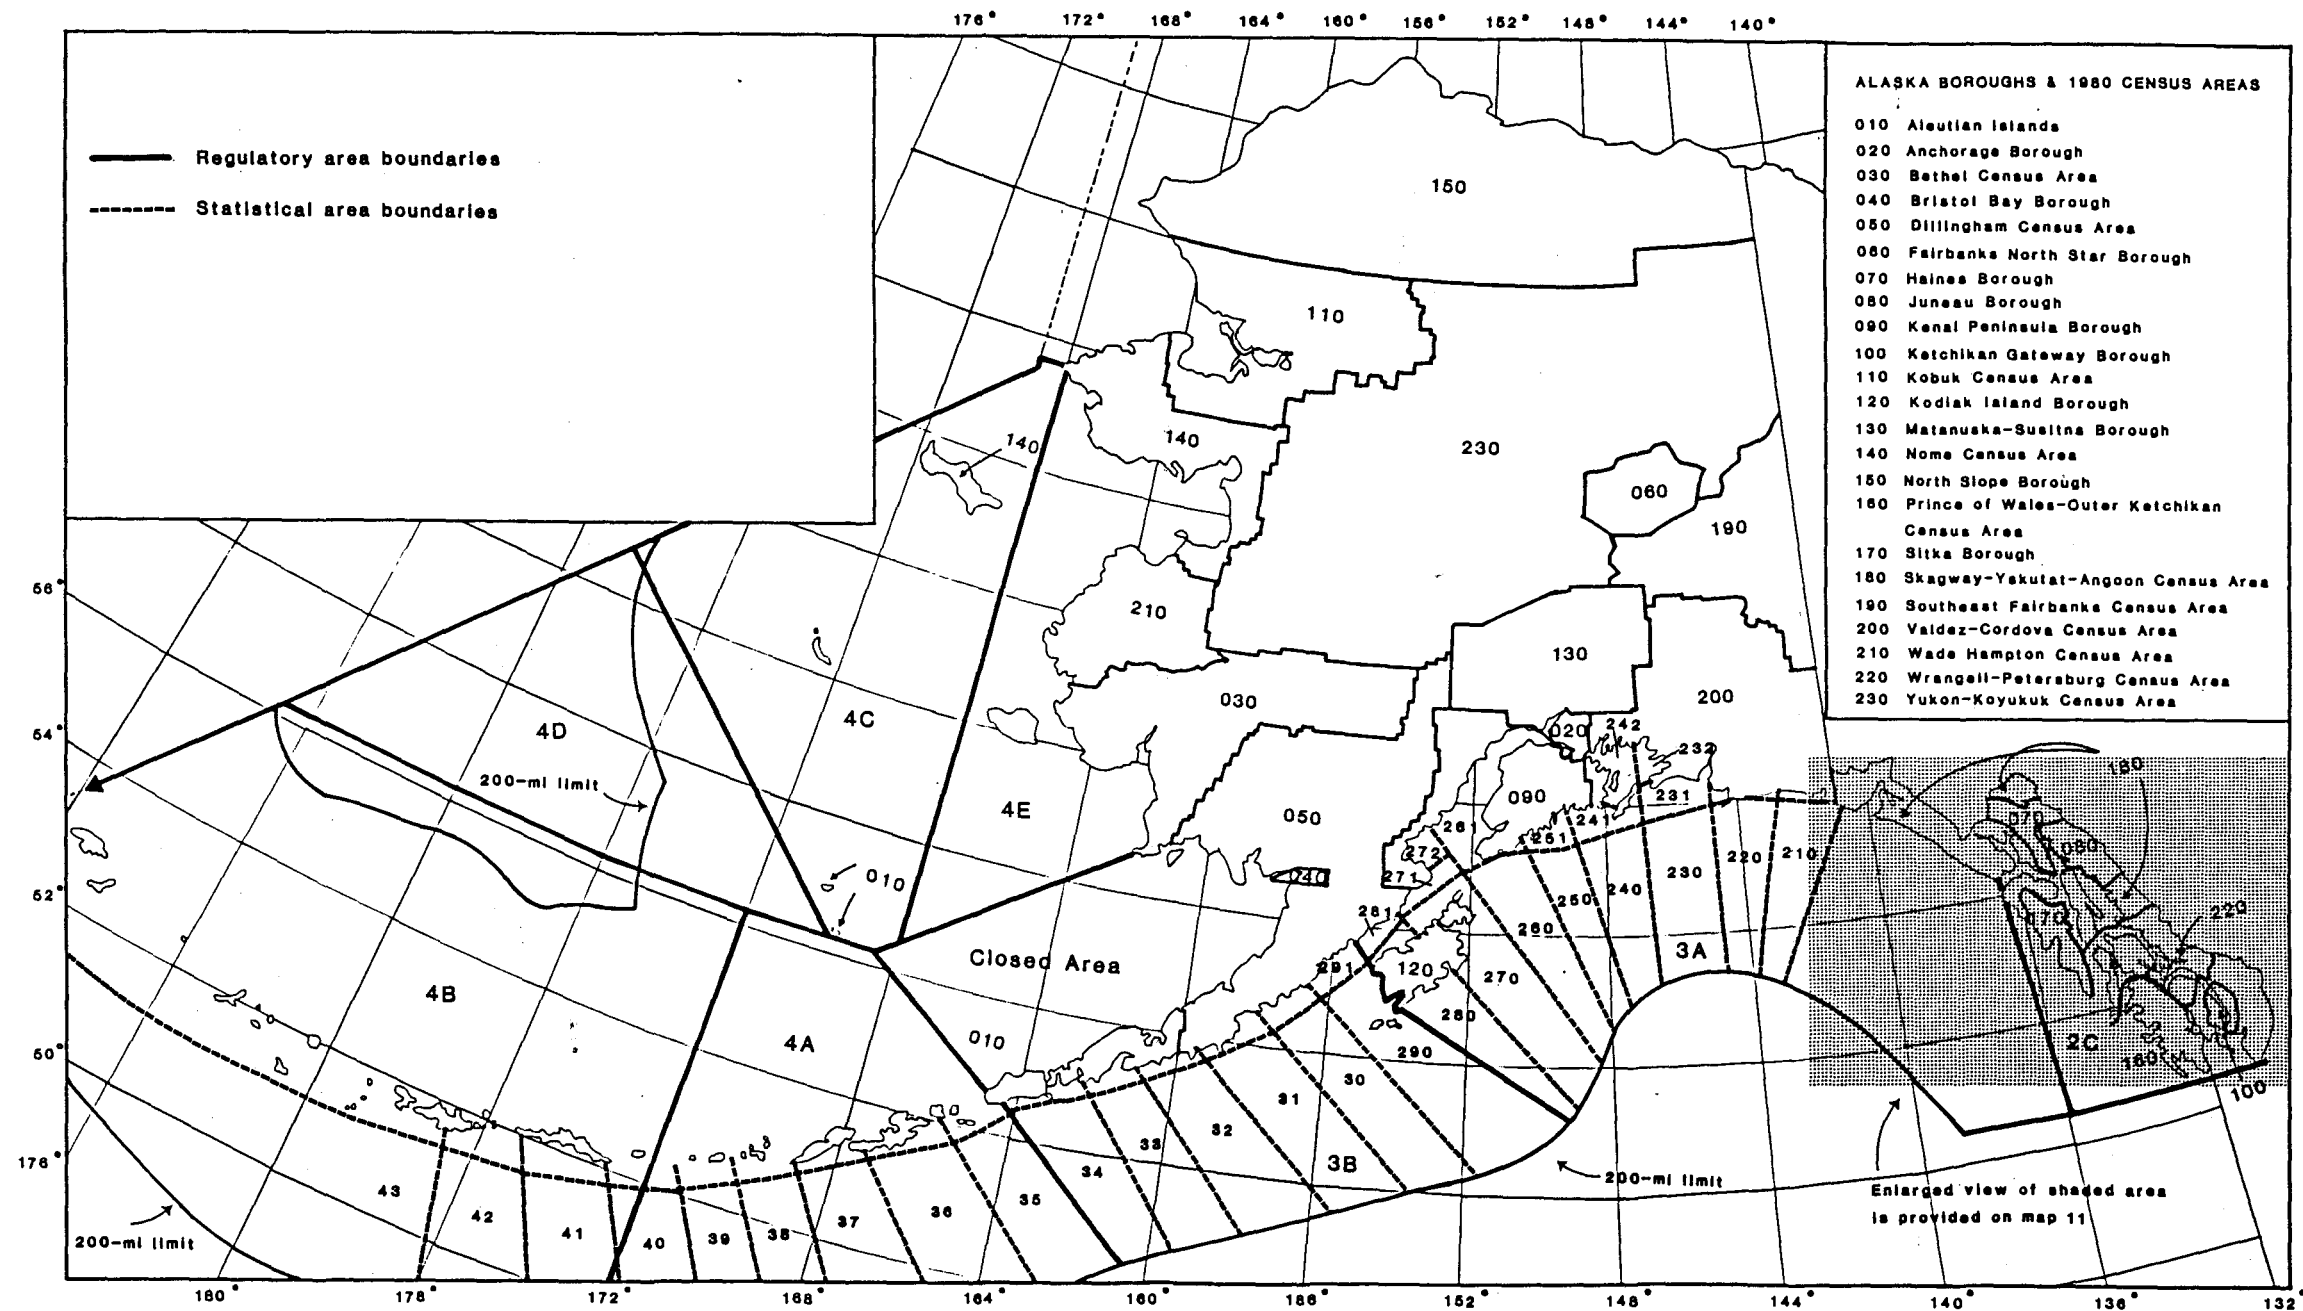 176° 172° 168° 164° 160° 156° 152° 148° 144° 140°
Regulatory area boundaries
Statistical area boundaries
ALASKA BOROUGHS & 1980 CENSUS AREAS
010 Aleutian Islands
020 Anchorage Borough
030 Bethel Census Area
040 Bristol Bay Borough
050 Dillingham Census Area
060 Fairbanks North Star Borough
070 Haines Borough
080 Juneau Borough
090 Kenai Peninsula Borough
100 Ketchikan Gateway Borough
110 Kobuk Census Area
120 Kodiak Island Borough
130 Matanuska-Susitna Borough
140 Nome Census Area
150 North Slope Borough
160 Prince of Wales-Outer Ketchikan
Census Area
170 Sitka Borough
180 Skagway-Yakutat-Angoon Census Area
190 Southeast Fairbanks Census Area
200 Valdez-Cordova Census Area
210 Wade Hampton Census Area
220 Wrangell-Petersburg Census Area
230 Yukon-Koyukuk Census Area
150
110
140
140
230
060
190
56°
210
130
030
200
4C
4D
54°
020
242
232
180
200-mi limit
4E
050
090
231
261
241
251
070
272
271
040
080
220
210
230
240
250
260
52°
010
281
170
220
3A
Closed Area
291
120
270
4B
280
290
4A
010
2C
160
50°
30
31
32
33
34
3B
35
100
176°
43
42
41
40
39
38
37
36
200-mi limit
200-mi limit
Enlarged view of shaded area
is provided on map 11
180° 178° 172° 168° 164° 160° 186° 152° 148° 144° 140° 136° 132°